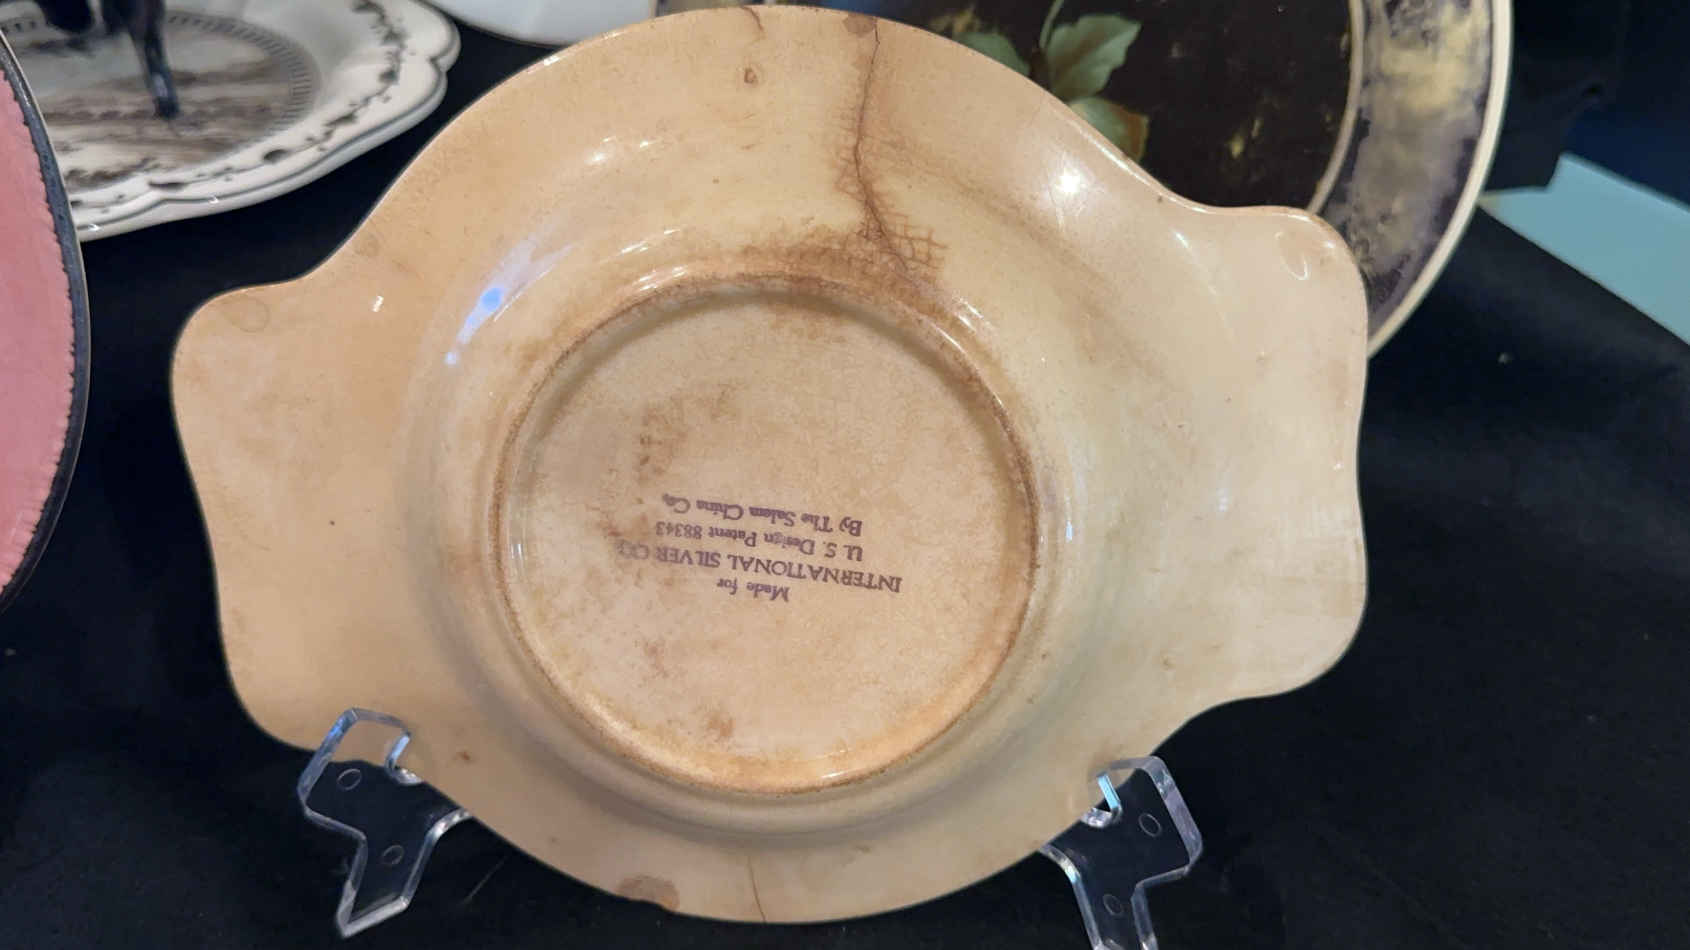 Made for
INTERNATIONAL SILVER CO.
U. S. Design Patent 88343
By The Salem China Co.